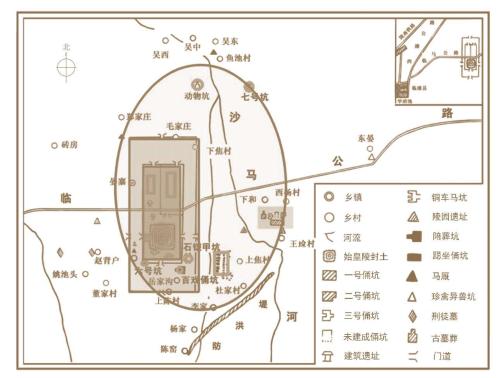 北
吴西
吴中
吴东
鱼池村
动物坑
七号坑
郑家庄
毛家庄
砖房
下焦村
沙
东晏
路
公
马
临
晏寨
下和
西杨村
王垃村
石铠甲坑
赵背户
六号坑
百戏俑坑
上焦村
姚池头
岳家沟
董家村
上陈村
杜家村
李家
堤
河
杨家
洪
防
陈窑
临潼县
华清池
乡镇
铜车马坑
乡村
陵园遗址
河流
陪葬坑
始皇陵封土
跽坐俑坑
一号俑坑
马厩
二号俑坑
珍禽异兽坑
三号俑坑
刑徒墓
未建成俑坑
古墓葬
建筑遗址
门道